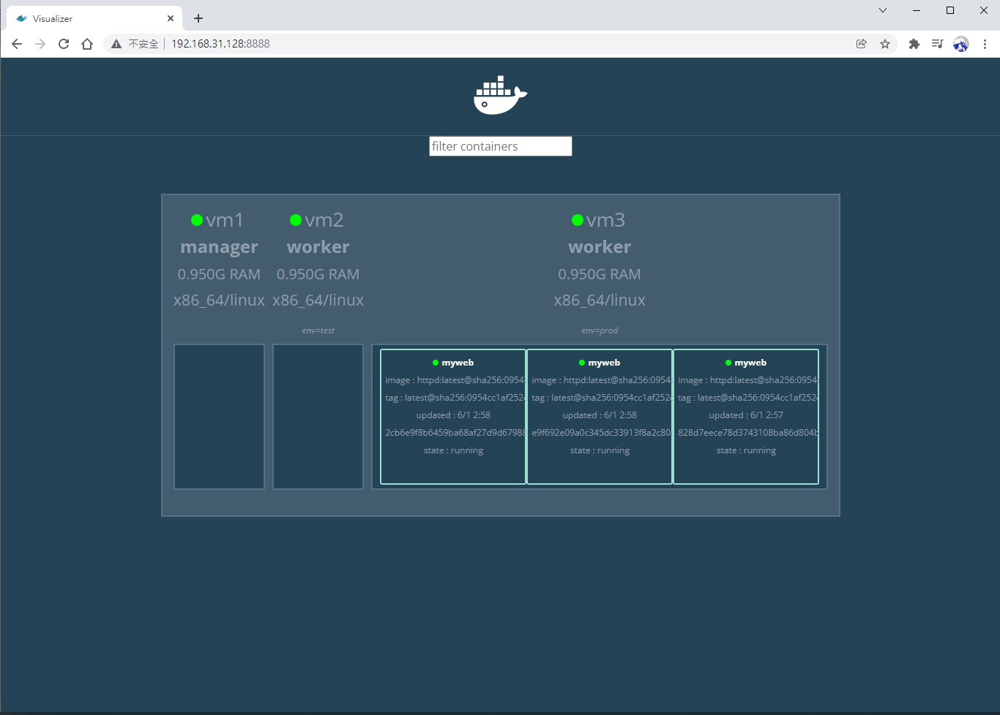 Visualizer
不安全 192.168.31.128:8888
filter containers
vm1
manager
0.950G RAM
x86_64/linux
vm2
worker
0.950G RAM
x86_64/linux
env=test
vm3
worker
0.950G RAM
x86_64/linux
env=prod
myweb
image : httpd:latest@sha256:0954
tag : latest@sha256:0954cc1af252
updated : 6/1 2:58
2cb6e9f8b6459ba68af27d9d67988
state : running
myweb
image : httpd:latest@sha256:0954
tag : latest@sha256:0954cc1af252
updated : 6/1 2:58
e9f692e09a0c345dc33913f8a2c80
state : running
myweb
image : httpd:latest@sha256:0954
tag : latest@sha256:0954cc1af252
updated : 6/1 2:57
828d7eece78d3743108ba86d804b
state : running